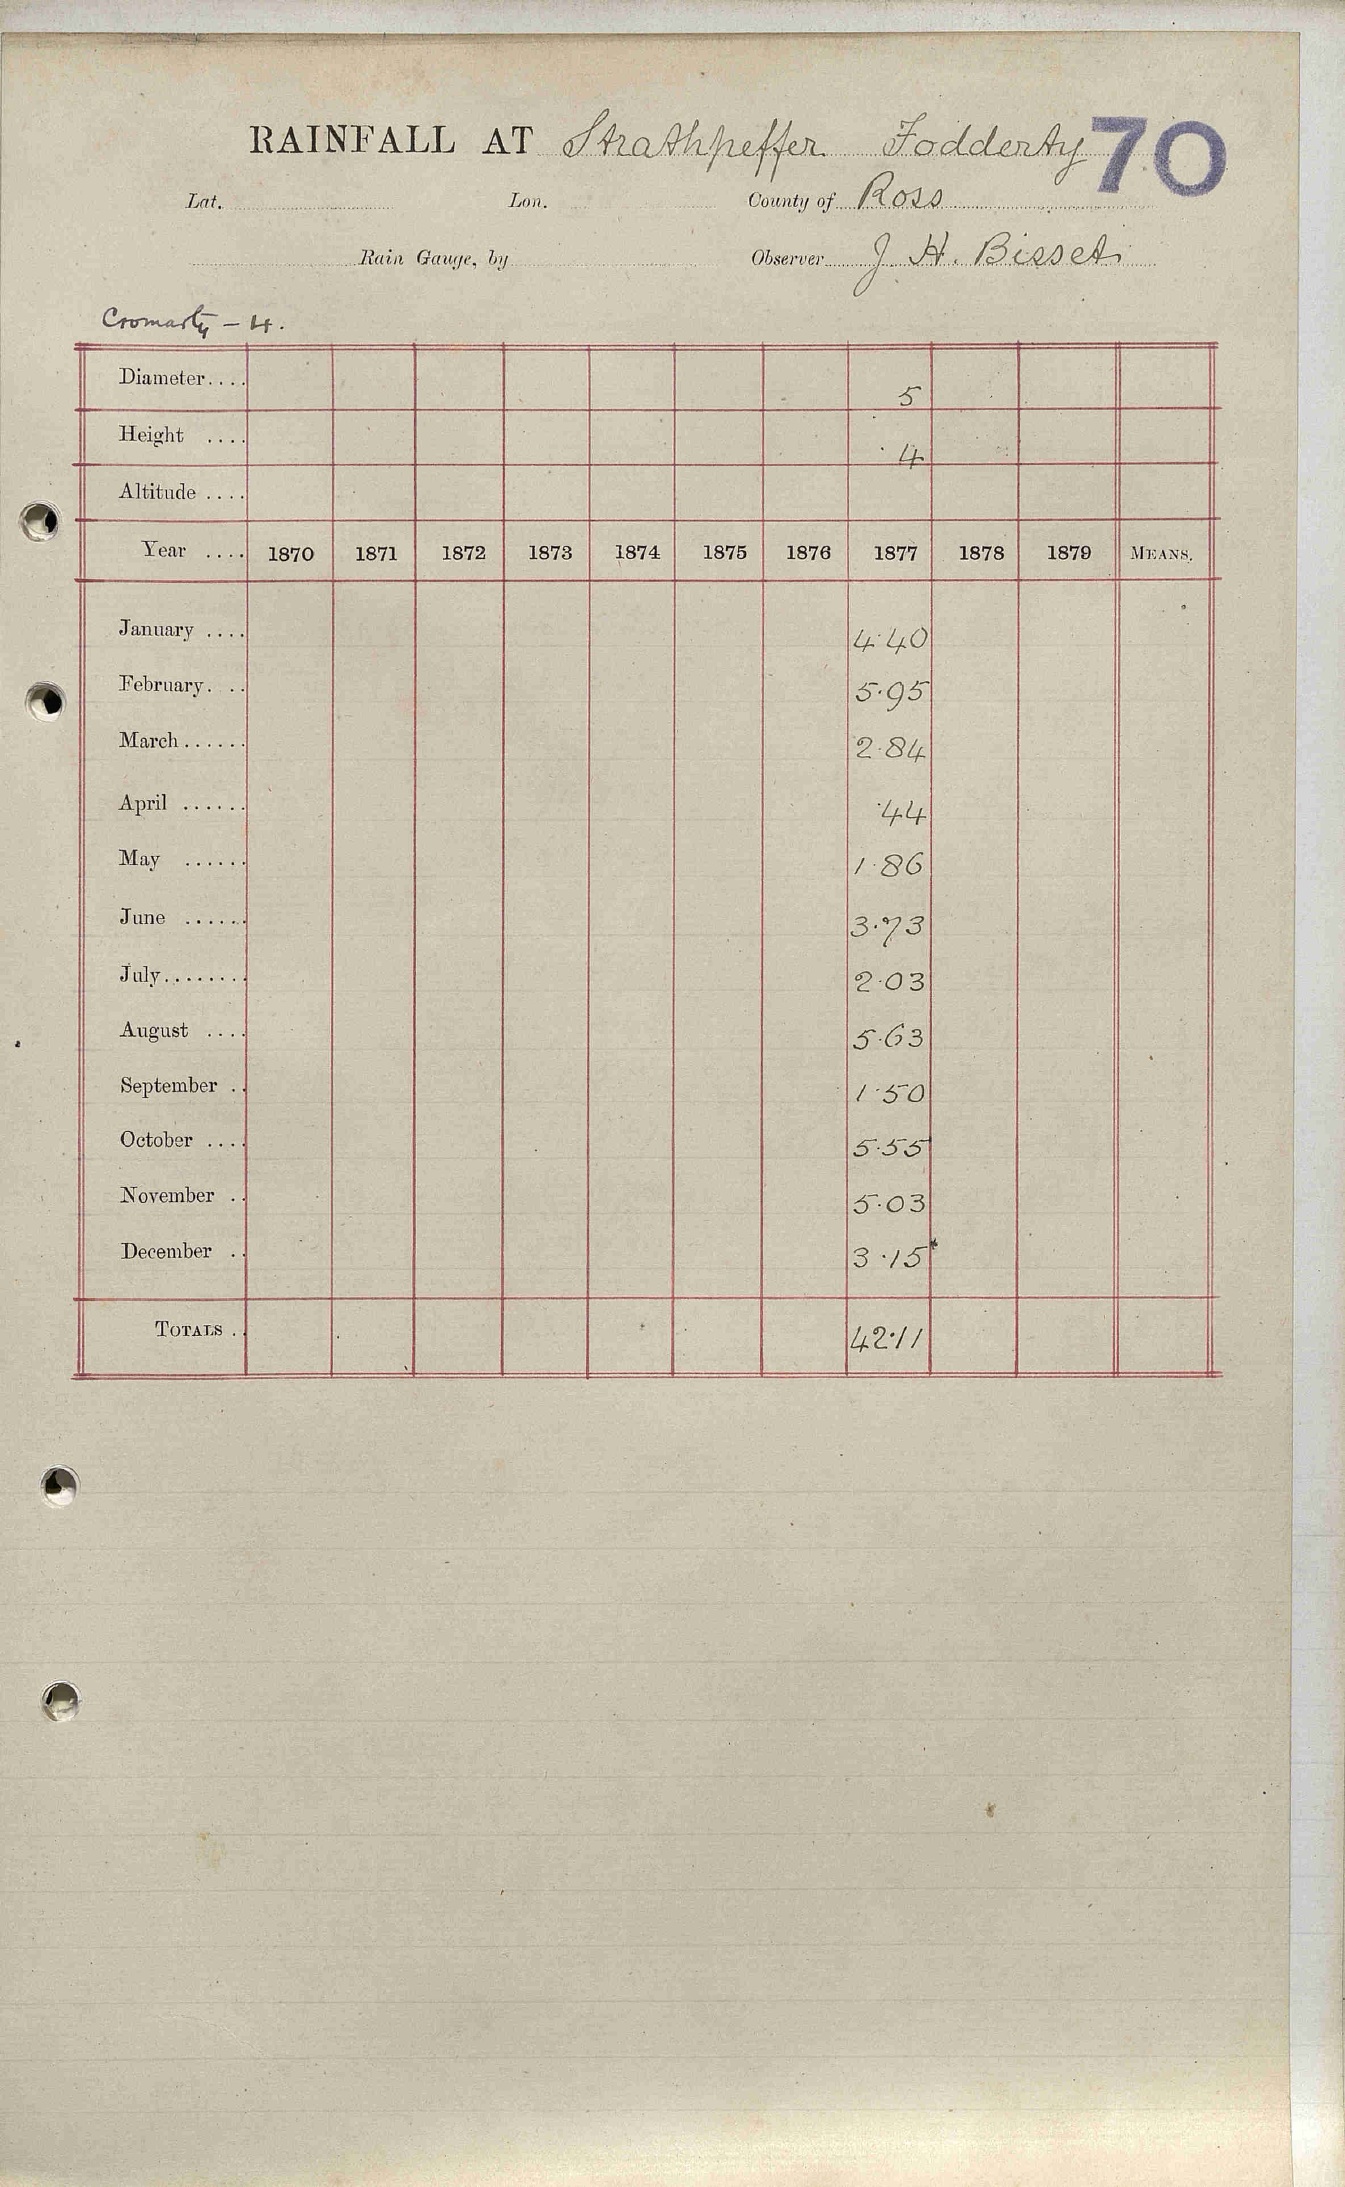 RAINFALL AT Strathpeffer Fodderty 70
Lat. Lon. County of Ross
Rain Gauge, by Observer J. H. Bisset
Cromarty - 4.
Diameter.... 5
Height .... 4
Altitude ....
Year .... 1870 1871 1872 1873 1874 1875 1876 1877 1878 1879 MEANS.
January .... 4.40
February. .. 5.95
March...... 2.84
April ...... .44
May ...... 1.86
June ...... 3.73
July........ 2.03
August .... 5.63
September .. 1.50
October .... 5.55
November .. 5.03
December .. 3.15*
TOTALS .. 42.11